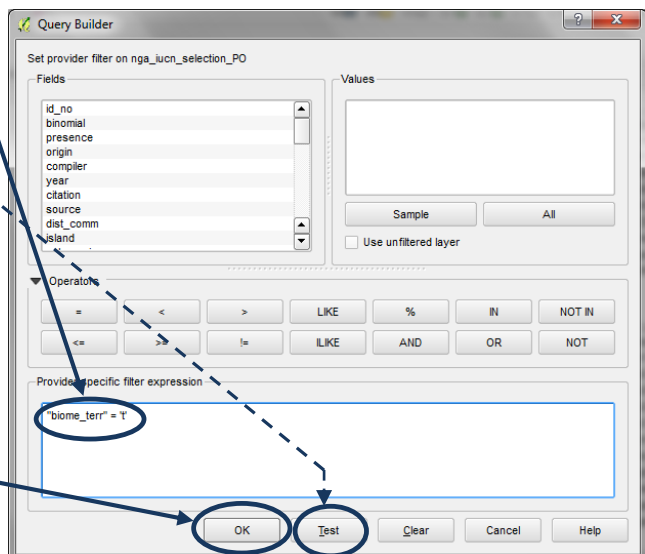 Query Builder
Set provider filter on nga_iucn_selection_PO
Fields
id_no
binomial
presence
origin
compiler
year
citation
source
dist_comm
island
Values
Sample
All
Use unfiltered layer
Operators
= < > LIKE % IN NOT IN
<= >= != ILIKE AND OR NOT
Provider specific filter expression
"biome_terr" = 't'
OK Test Clear Cancel Help